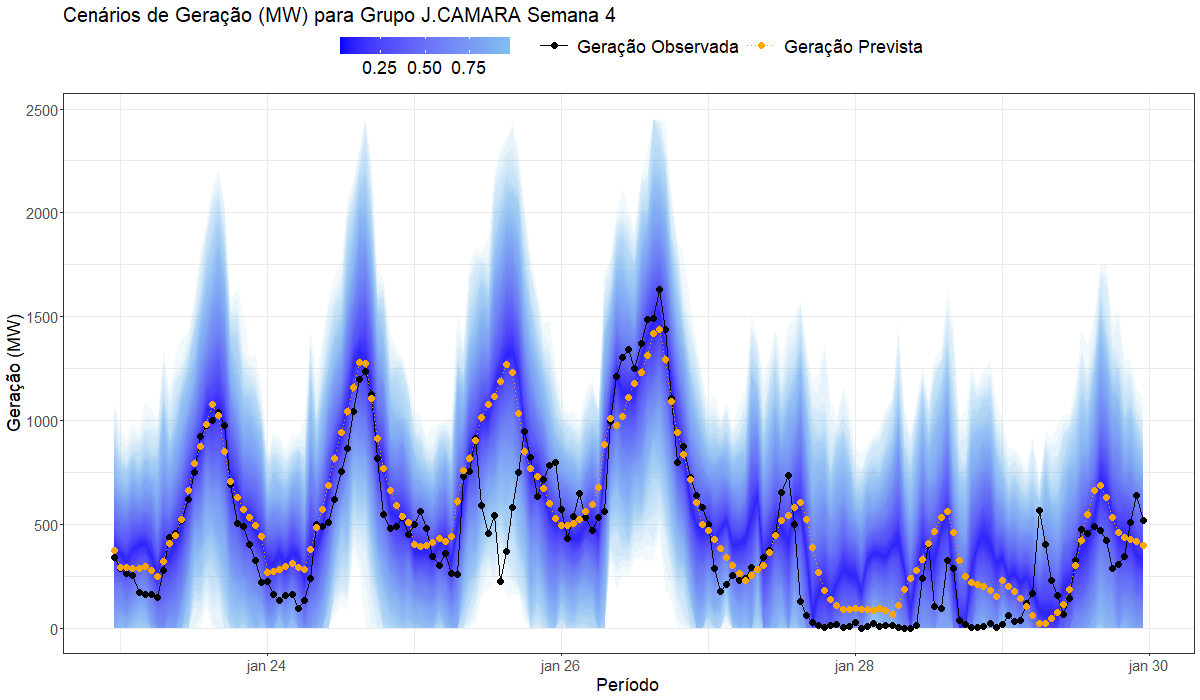 Cenários de Geração (MW) para Grupo J.CAMARA Semana 4
0.25 0.50 0.75
Geração Observada
Geração Prevista
Geração (MW)
2500
2000
1500
1000
500
0
jan 24
jan 26
jan 28
jan 30
Período